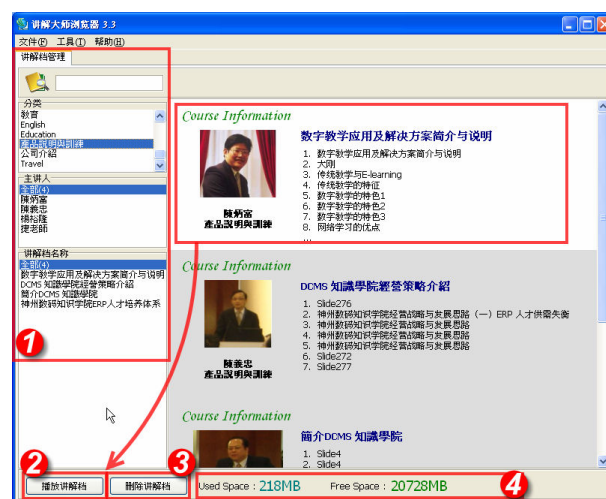 讲解大师浏览器 3.3
文件(F) 工具(T) 帮助(H)
讲解档管理
分类
教育
English
Education
產品説明與訓練
公司介紹
Travel
主讲人
全部(4)
陳炳富
陳義忠
楊裕隆
捷老師
讲解档名称
全部(4)
数字教学应用及解决方案简介与说明
DCMS 知識學院經營策略介紹
簡介DCMS 知識學院
神州数码知识学院ERP人才培养体系
1
2
播放讲解档
删除讲解档
3
Course Information
数字教学应用及解决方案简介与说明
1. 数字教学应用及解决方案简介与说明
2. 大刚
3. 传统教学与E-learning
4. 传统教学的特征
5. 数字教学的特色1
6. 数字教学的特色2
7. 数字教学的特色3
8. 网络学习的优点
...
陳炳富
產品説明與訓練
Course Information
DCMS 知識學院經營策略介紹
1. Slide276
2. 神州数码知识学院经营战略与发展思路（一）ERP 人才供需失衡
3. 神州数码知识学院经营战略与发展思路
4. 神州数码知识学院经营战略与发展思路
5. 神州数码知识学院经营战略与发展思路
6. Slide272
7. Slide277
陳義忠
產品説明與訓練
Course Information
簡介DCMS 知識學院
1. Slide4
2. Slide4
Used Space : 218MB Free Space : 20728MB
4